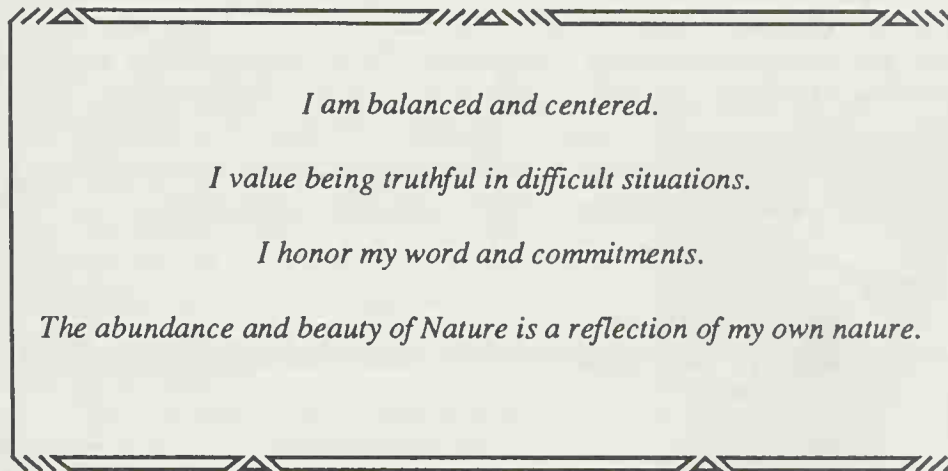 I am balanced and centered.
I value being truthful in difficult situations.
I honor my word and commitments.
The abundance and beauty of Nature is a reflection of my own nature.